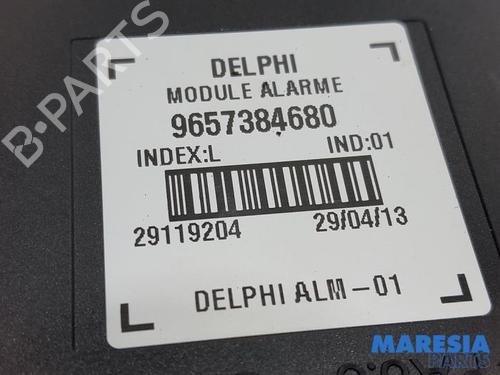 B-PARTS
DELPHI
MODULE ALARME
9657384680
INDEX:L IND:01
29119204 29/04/13
DELPHI ALM-01
MARESIA
PARTS